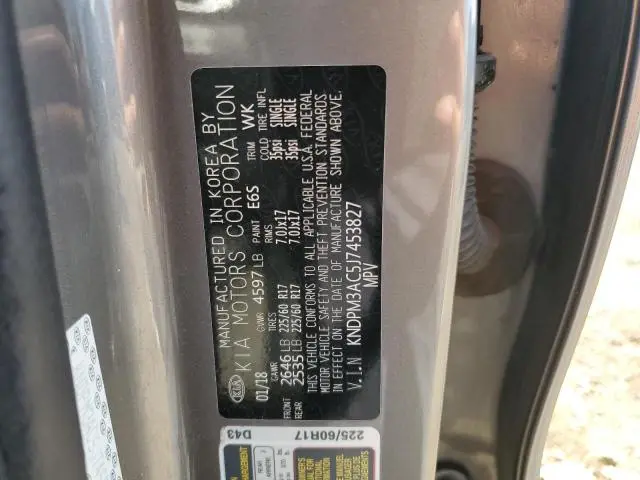 MANUFACTURED IN KOREA BY
KIA KIA MOTORS CORPORATION
01/18 GVWR 4597 LB PAINT E6S TRIM WK
GAWR TIRES COLD TIRE INFL
FRONT 2646 LB 225/60 R17 7.0Jx17 35psi SINGLE
REAR 2535 LB 225/60 R17 7.0Jx17 35psi SINGLE
THIS VEHICLE CONFORMS TO ALL APPLICABLE U.S.A. FEDERAL
MOTOR VEHICLE SAFETY AND THEFT PREVENTION STANDARDS
IN EFFECT ON THE DATE OF MANUFACTURE SHOWN ABOVE.
V.I.N KNDPM3AC5J7453827
MPV
D43 225/60R17